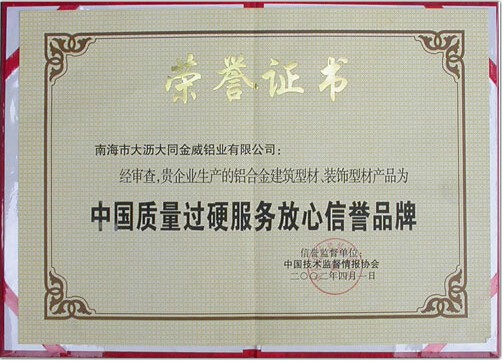 荣誉证书
南海市大沥大同金威铝业有限公司：
经审查，贵企业生产的铝合金建筑型材、装饰型材产品为
中国质量过硬服务放心信誉品牌
信誉监督单位：
中国技术监督情报协会
二〇〇二年四月一日